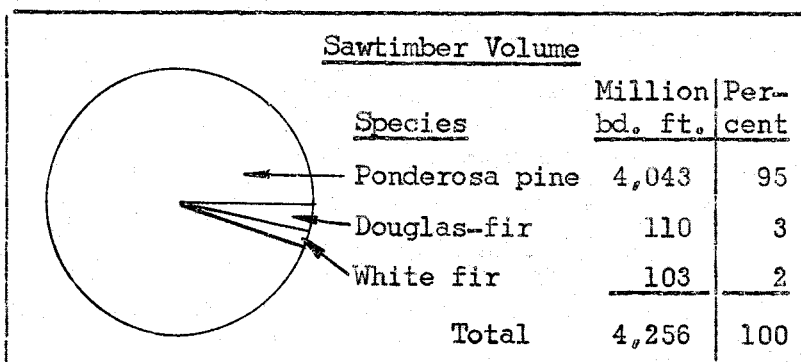 Sawtimber Volume
Million Per-
Species bd. ft. cent
Ponderosa pine 4,043 95
Douglas-fir 110 3
White fir 103 2
Total 4,256 100